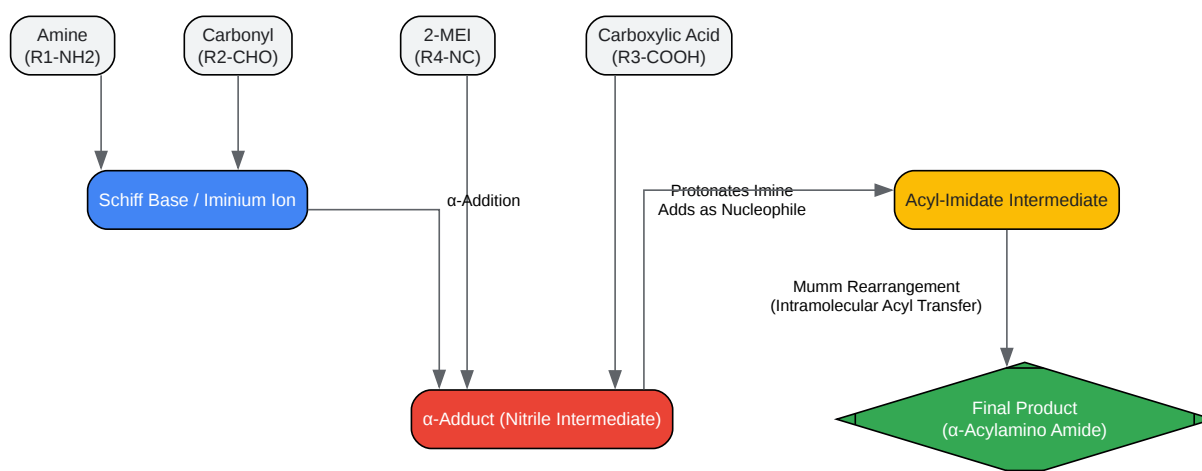 Amine
(R1-NH2)
Carbonyl
(R2-CHO)
2-MEI
(R4-NC)
Carboxylic Acid
(R3-COOH)
Schiff Base / Iminium Ion
α-Addition
Protonates Imine
Adds as Nucleophile
Acyl-Imidate Intermediate
Mumm Rearrangement
(Intramolecular Acyl Transfer)
α-Adduct (Nitrile Intermediate)
Final Product
(α-Acylamino Amide)